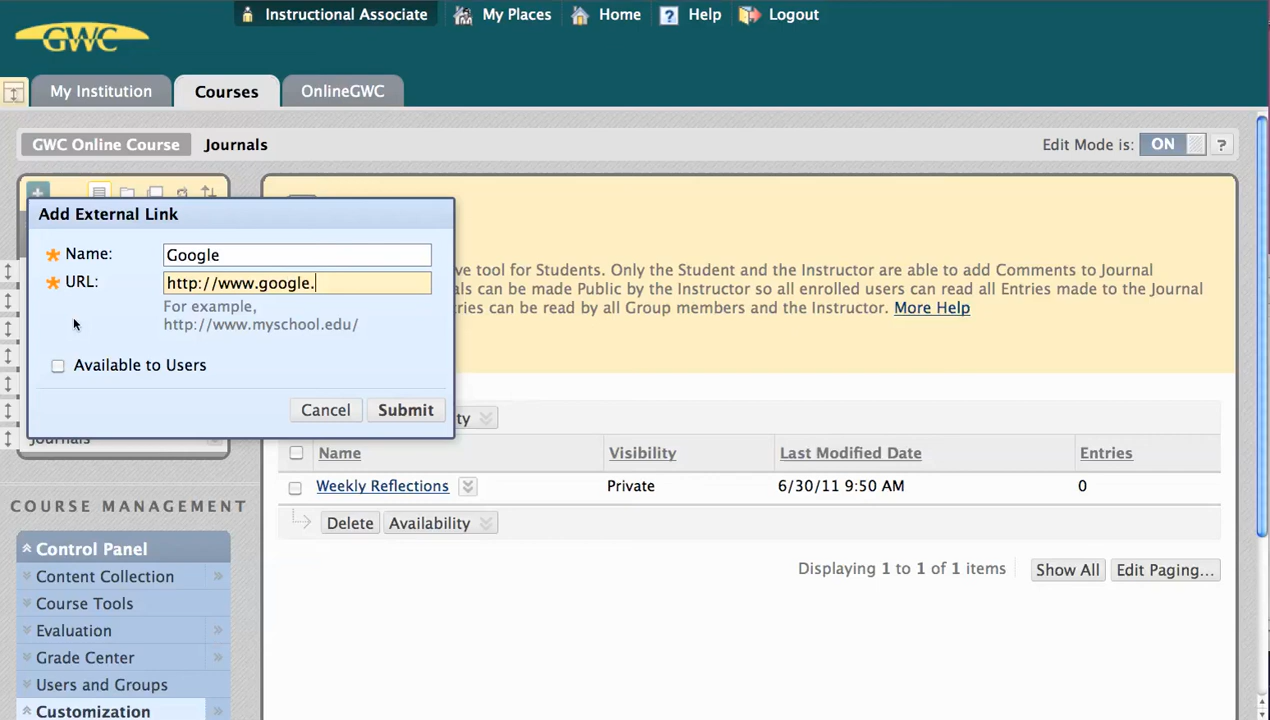 Instructional Associate My Places Home ? Help Logout
GWC
My Institution Courses OnlineGWC
GWC Online Course Journals Edit Mode is: ON ?
Add External Link
Name: Google
URL: http://www.google.
For example,
http://www.myschool.edu/
Available to Users
Cancel Submit
ve tool for Students. Only the Student and the Instructor are able to add Comments to Journal
als can be made Public by the Instructor so all enrolled users can read all Entries made to the Journal
tries can be read by all Group members and the Instructor. More Help
ty
Journals
Name Visibility Last Modified Date Entries
Weekly Reflections Private 6/30/11 9:50 AM 0
Delete Availability
Displaying 1 to 1 of 1 items Show All Edit Paging...
COURSE MANAGEMENT
Control Panel
Content Collection
Course Tools
Evaluation
Grade Center
Users and Groups
Customization